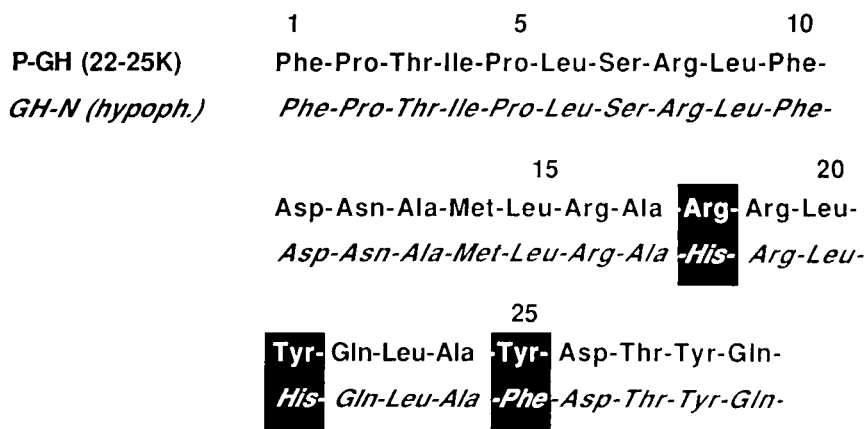 1 5 10
P-GH (22-25K) Phe-Pro-Thr-Ile-Pro-Leu-Ser-Arg-Leu-Phe-
GH-N (hypoph.) Phe-Pro-Thr-Ile-Pro-Leu-Ser-Arg-Leu-Phe-
15 20
Asp-Asn-Ala-Met-Leu-Arg-Ala -Arg- Arg-Leu-
Asp-Asn-Ala-Met-Leu-Arg-Ala -His- Arg-Leu-
25
Tyr- Gln-Leu-Ala -Tyr- Asp-Thr-Tyr-Gln-
His- Gln-Leu-Ala -Phe -Asp-Thr-Tyr-Gln-